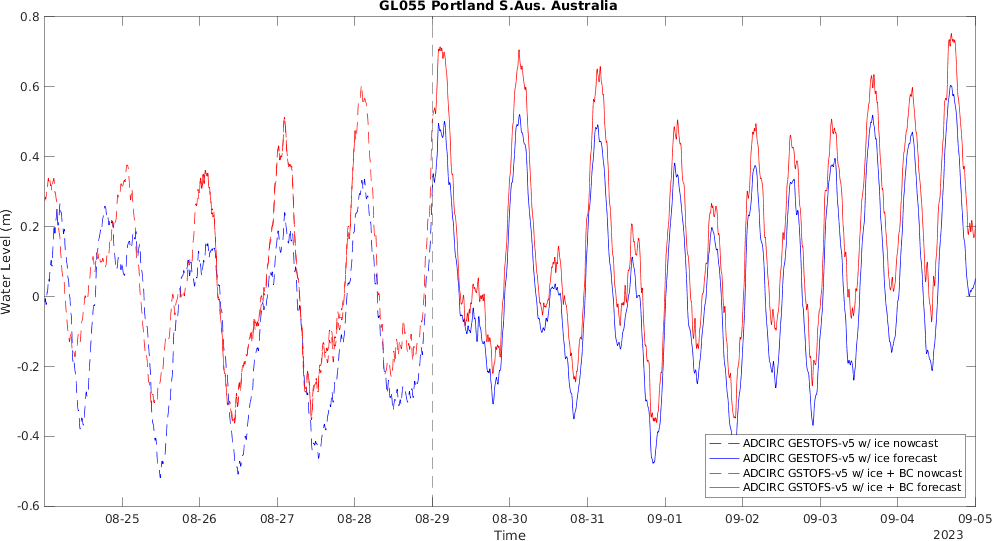 GL055 Portland S.Aus. Australia
0.8
0.6
0.4
0.2
0
-0.2
-0.4
-0.6
Water Level (m)
ADCIRC GESTOFS-v5 w/ ice nowcast
ADCIRC GESTOFS-v5 w/ ice forecast
ADCIRC GSTOFS-v5 w/ ice + BC nowcast
ADCIRC GSTOFS-v5 w/ ice + BC forecast
08-25 08-26 08-27 08-28 08-29 08-30 08-31 09-01 09-02 09-03 09-04 09-05
Time
2023